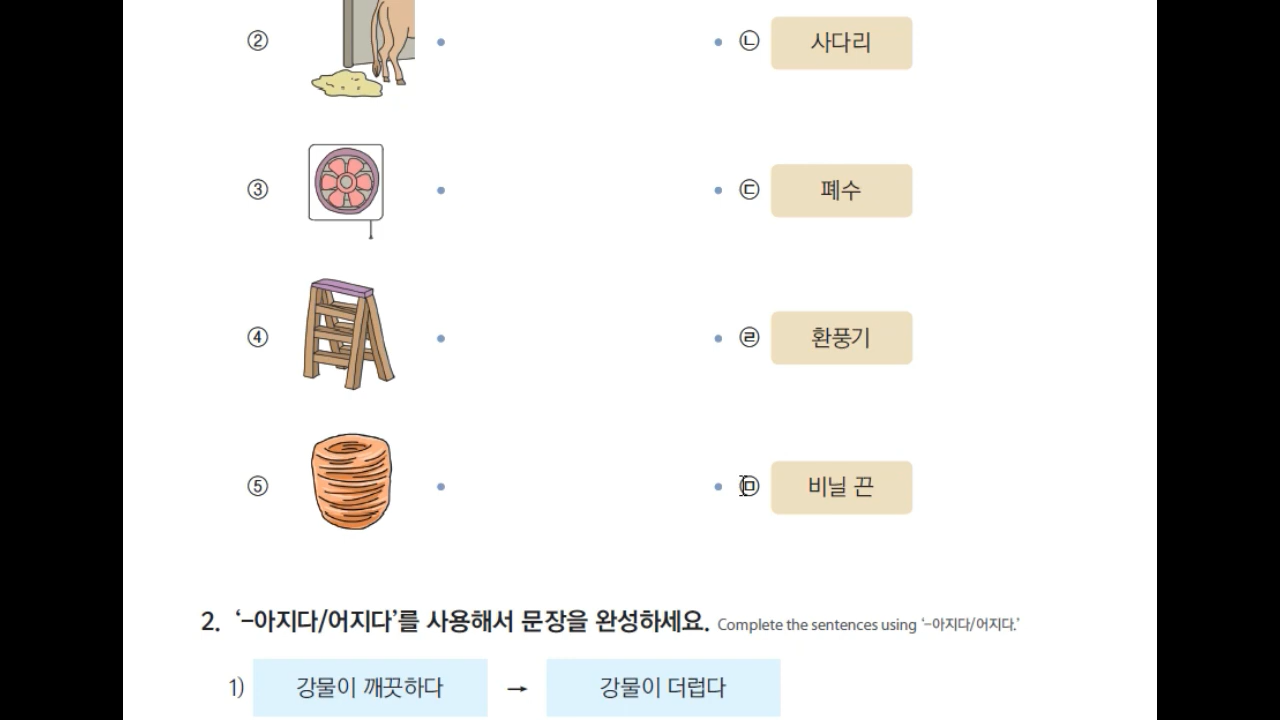 ② ㉡ 사다리
③ ㉢ 폐수
④ ㉣ 환풍기
⑤ ㉤ 비닐 끈
2. ‘–아지다/어지다’를 사용해서 문장을 완성하세요. Complete the sentences using ‘–아지다/어지다.’
1) 강물이 깨끗하다 → 강물이 더럽다